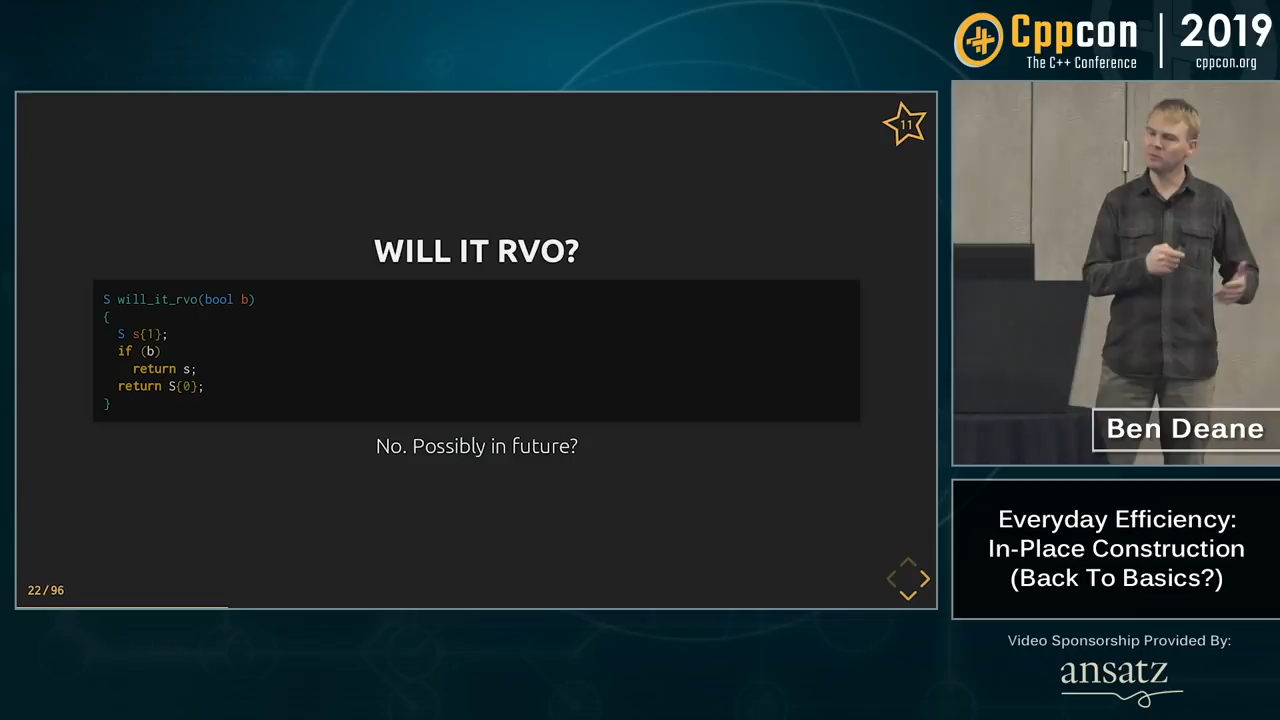 Cppcon | 2019
The C++ Conference
cppcon.org
11
WILL IT RVO?
S will_it_rvo(bool b)
{
  S s{1};
  if (b)
    return s;
  return S{0};
}
No. Possibly in future?
22/96
Ben Deane
Everyday Efficiency:
In-Place Construction
(Back To Basics?)
Video Sponsorship Provided By:
ansatz